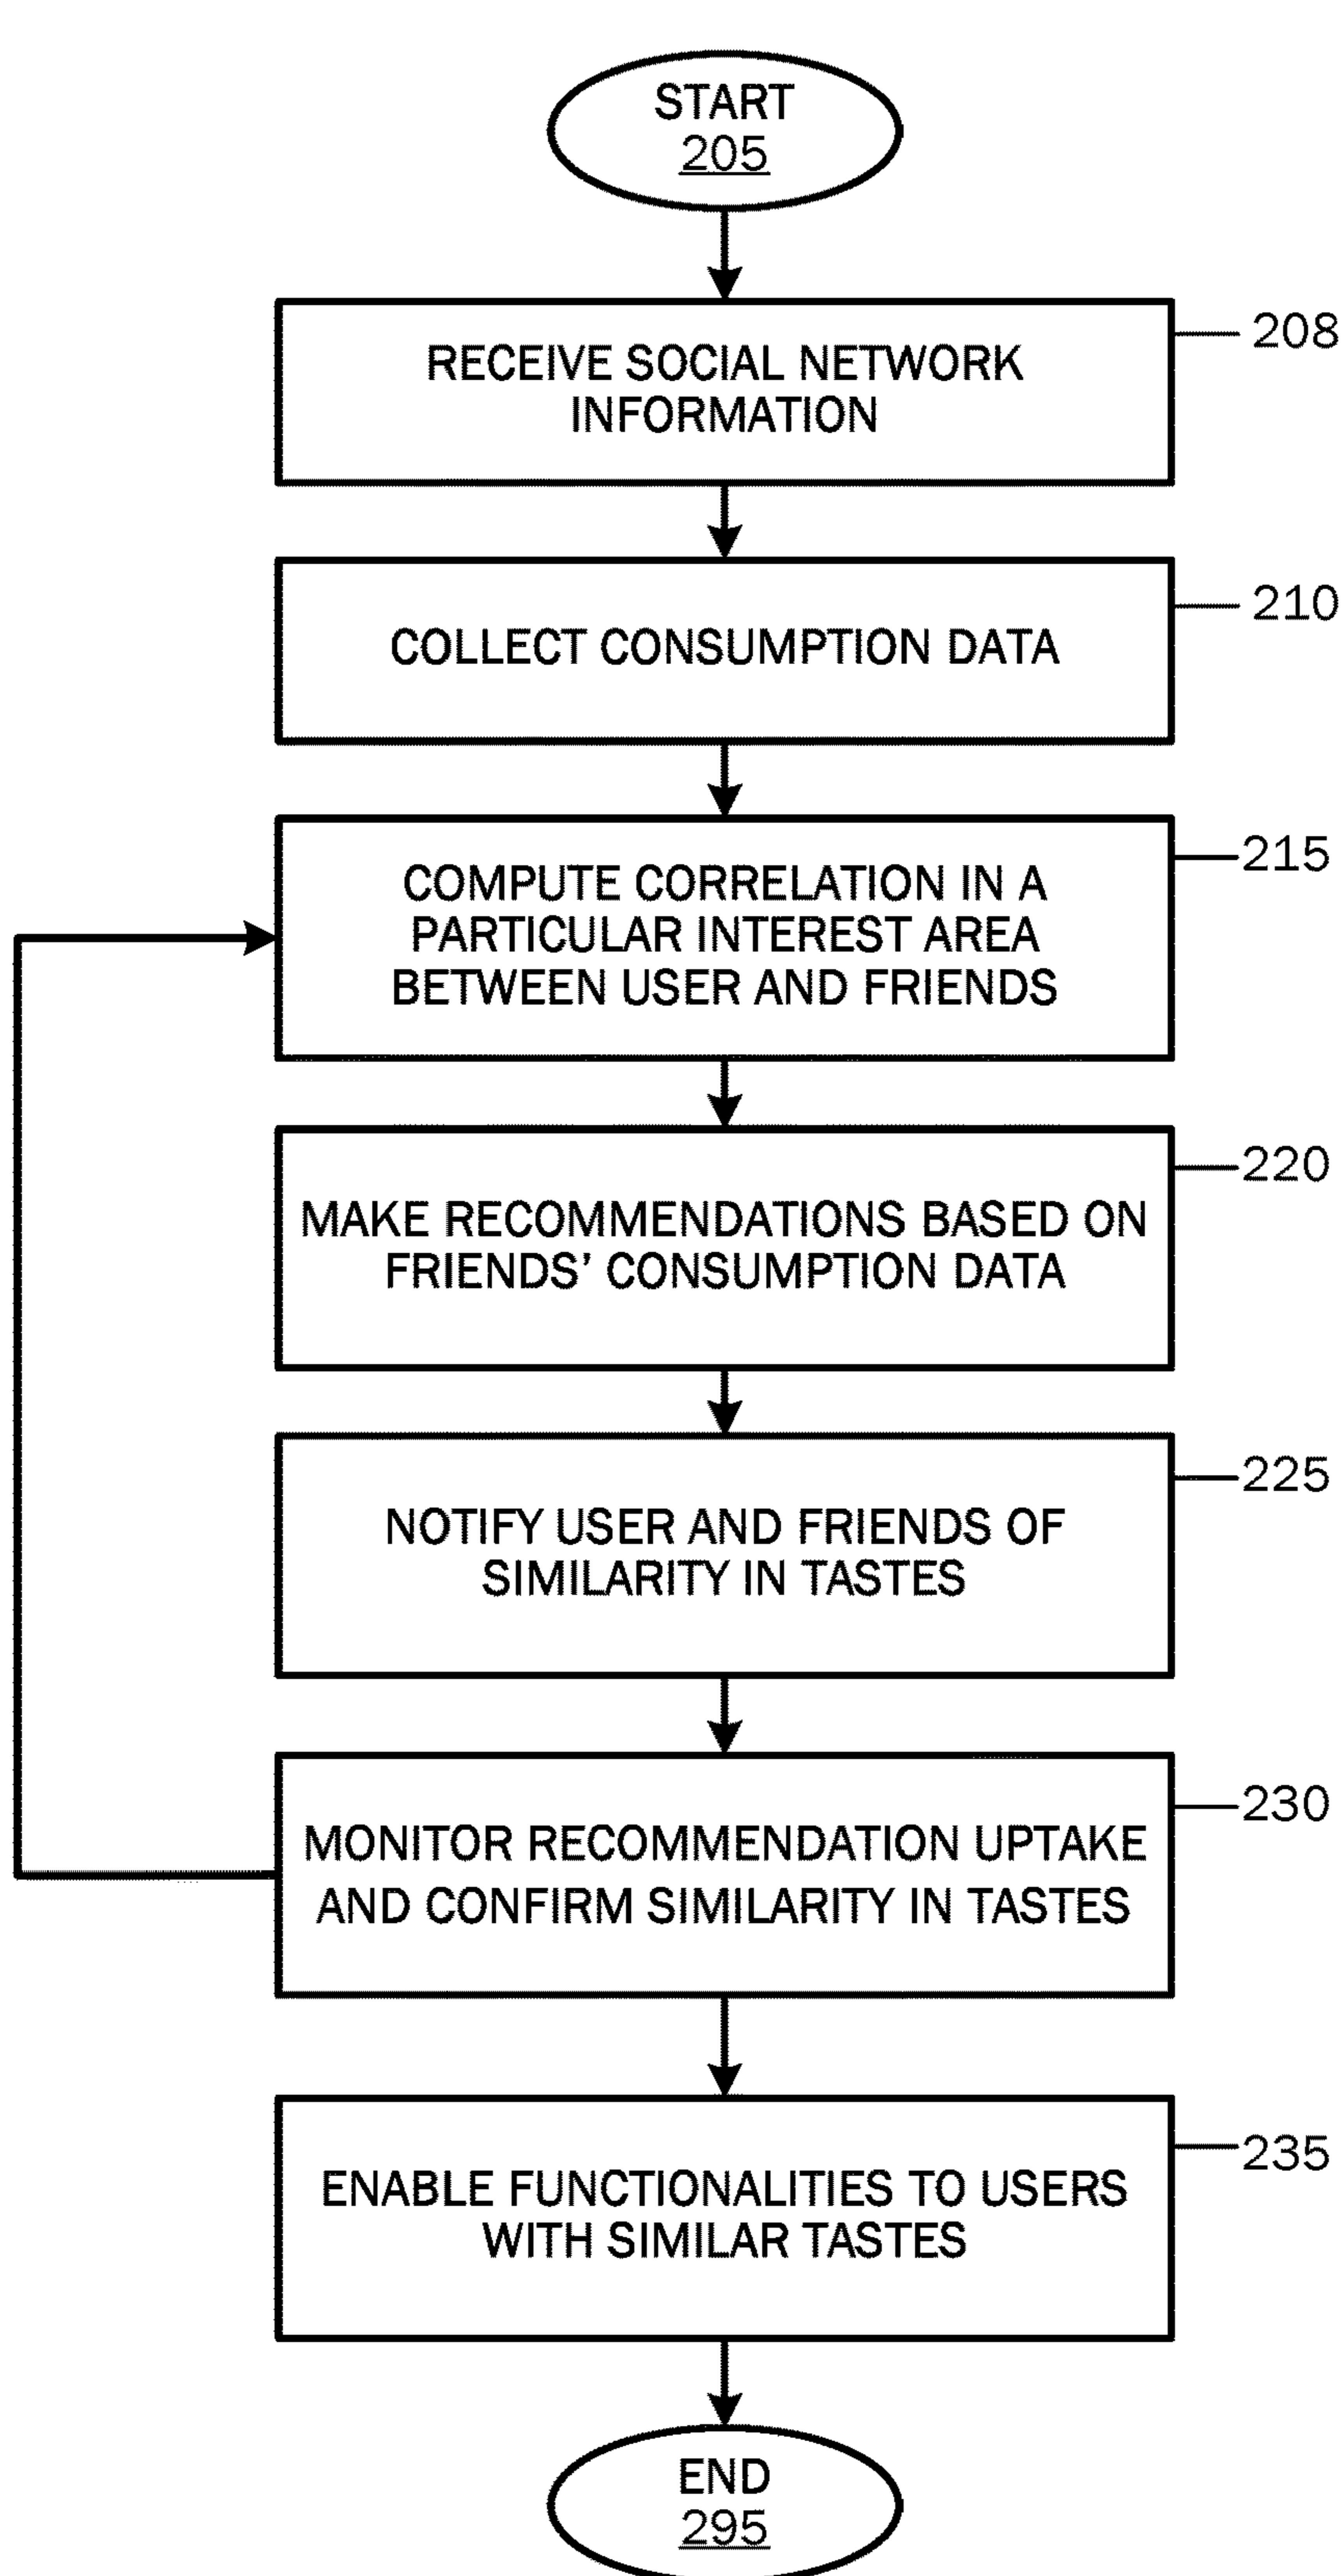 START
205
RECEIVE SOCIAL NETWORK
INFORMATION
208
COLLECT CONSUMPTION DATA
210
COMPUTE CORRELATION IN A
PARTICULAR INTEREST AREA
BETWEEN USER AND FRIENDS
215
MAKE RECOMMENDATIONS BASED ON
FRIENDS’ CONSUMPTION DATA
220
NOTIFY USER AND FRIENDS OF
SIMILARITY IN TASTES
225
MONITOR RECOMMENDATION UPTAKE
AND CONFIRM SIMILARITY IN TASTES
230
ENABLE FUNCTIONALITIES TO USERS
WITH SIMILAR TASTES
235
END
295